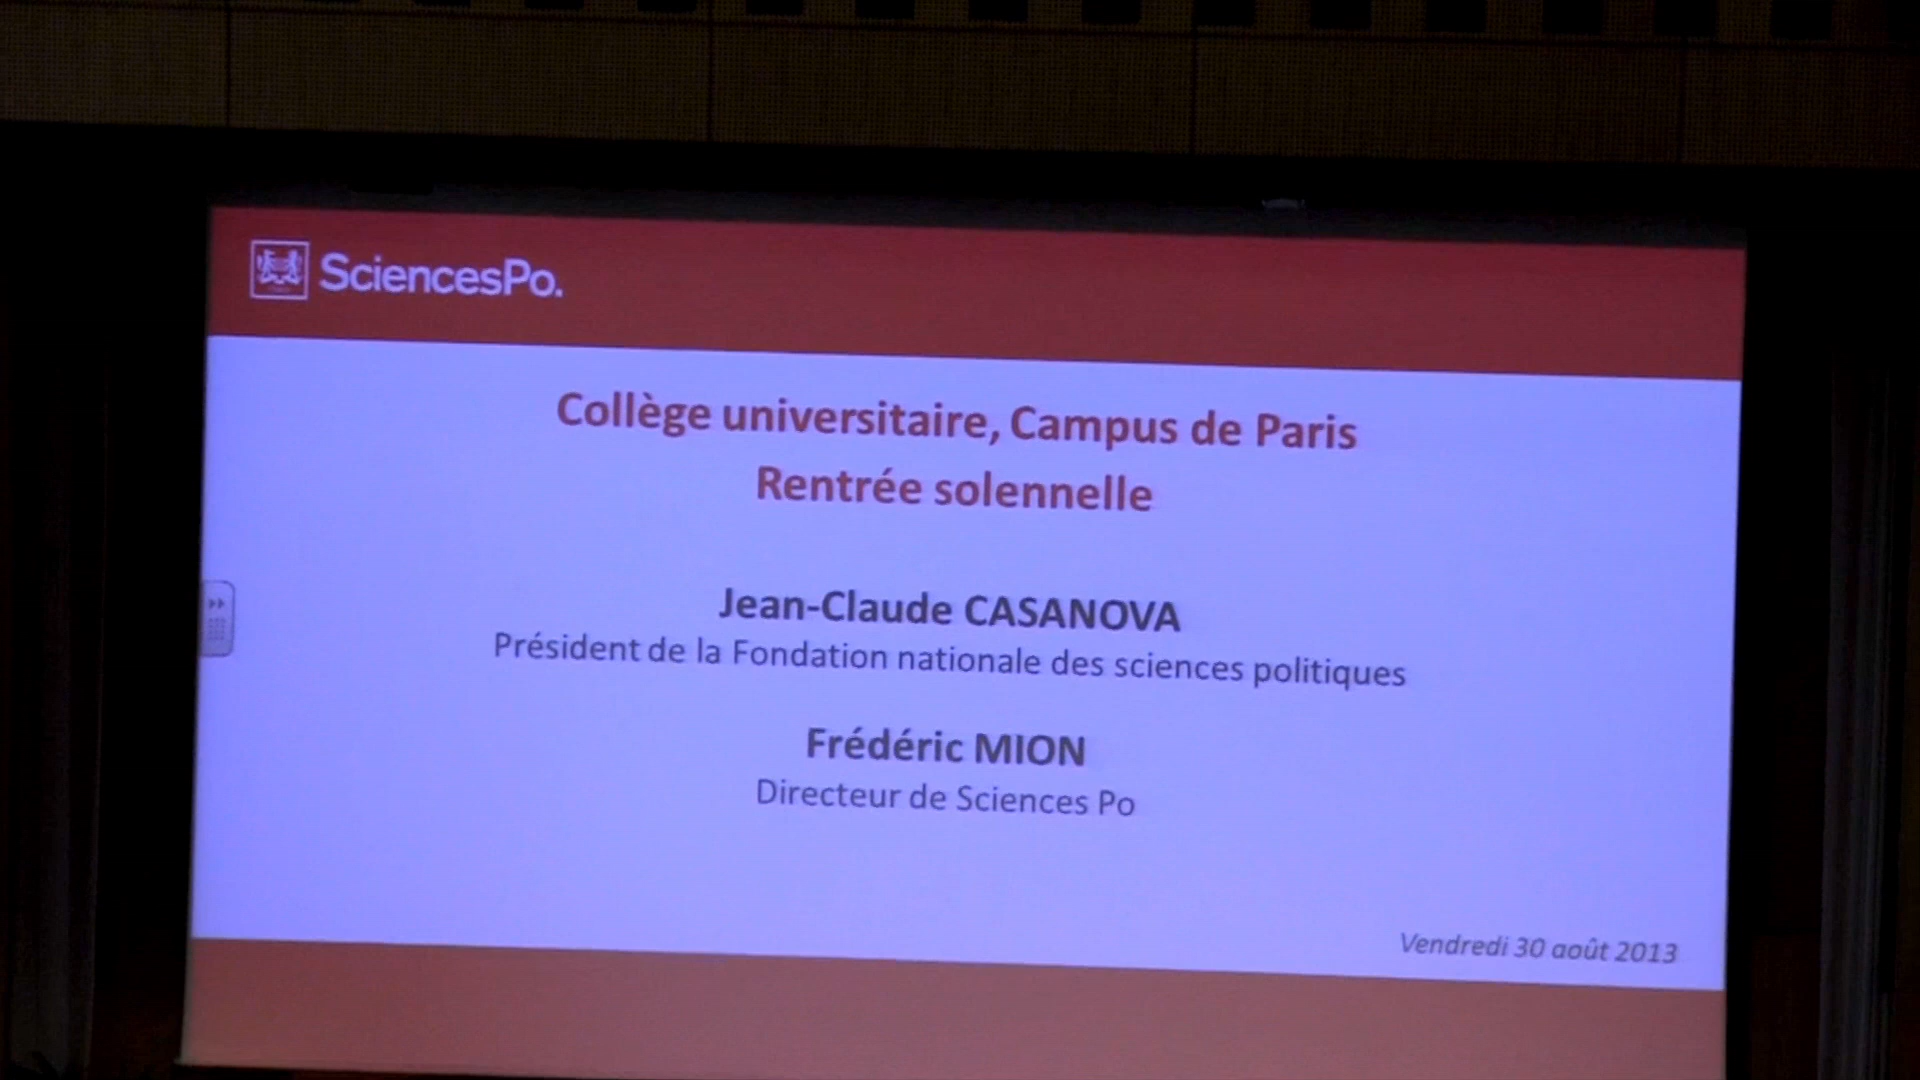 SciencesPo.
Collège universitaire, Campus de Paris
Rentrée solennelle
Jean-Claude CASANOVA
Président de la Fondation nationale des sciences politiques
Frédéric MION
Directeur de Sciences Po
Vendredi 30 août 2013